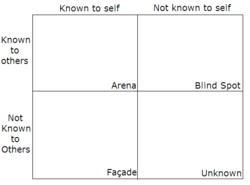 Known to self
Not known to self
Known
to
others
Arena
Blind Spot
Not
Known
to
Others
Façade
Unknown